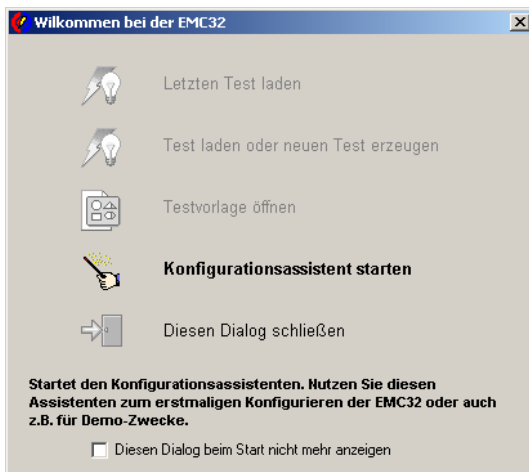 Wilkommen bei der EMC32
Letzten Test laden
Test laden oder neuen Test erzeugen
Testvorlage öffnen
Konfigurationsassistent starten
Diesen Dialog schließen
Startet den Konfigurationsassistenten. Nutzen Sie diesen
Assistenten zum erstmaligen Konfigurieren der EMC32 oder auch
z.B. für Demo-Zwecke.
Diesen Dialog beim Start nicht mehr anzeigen